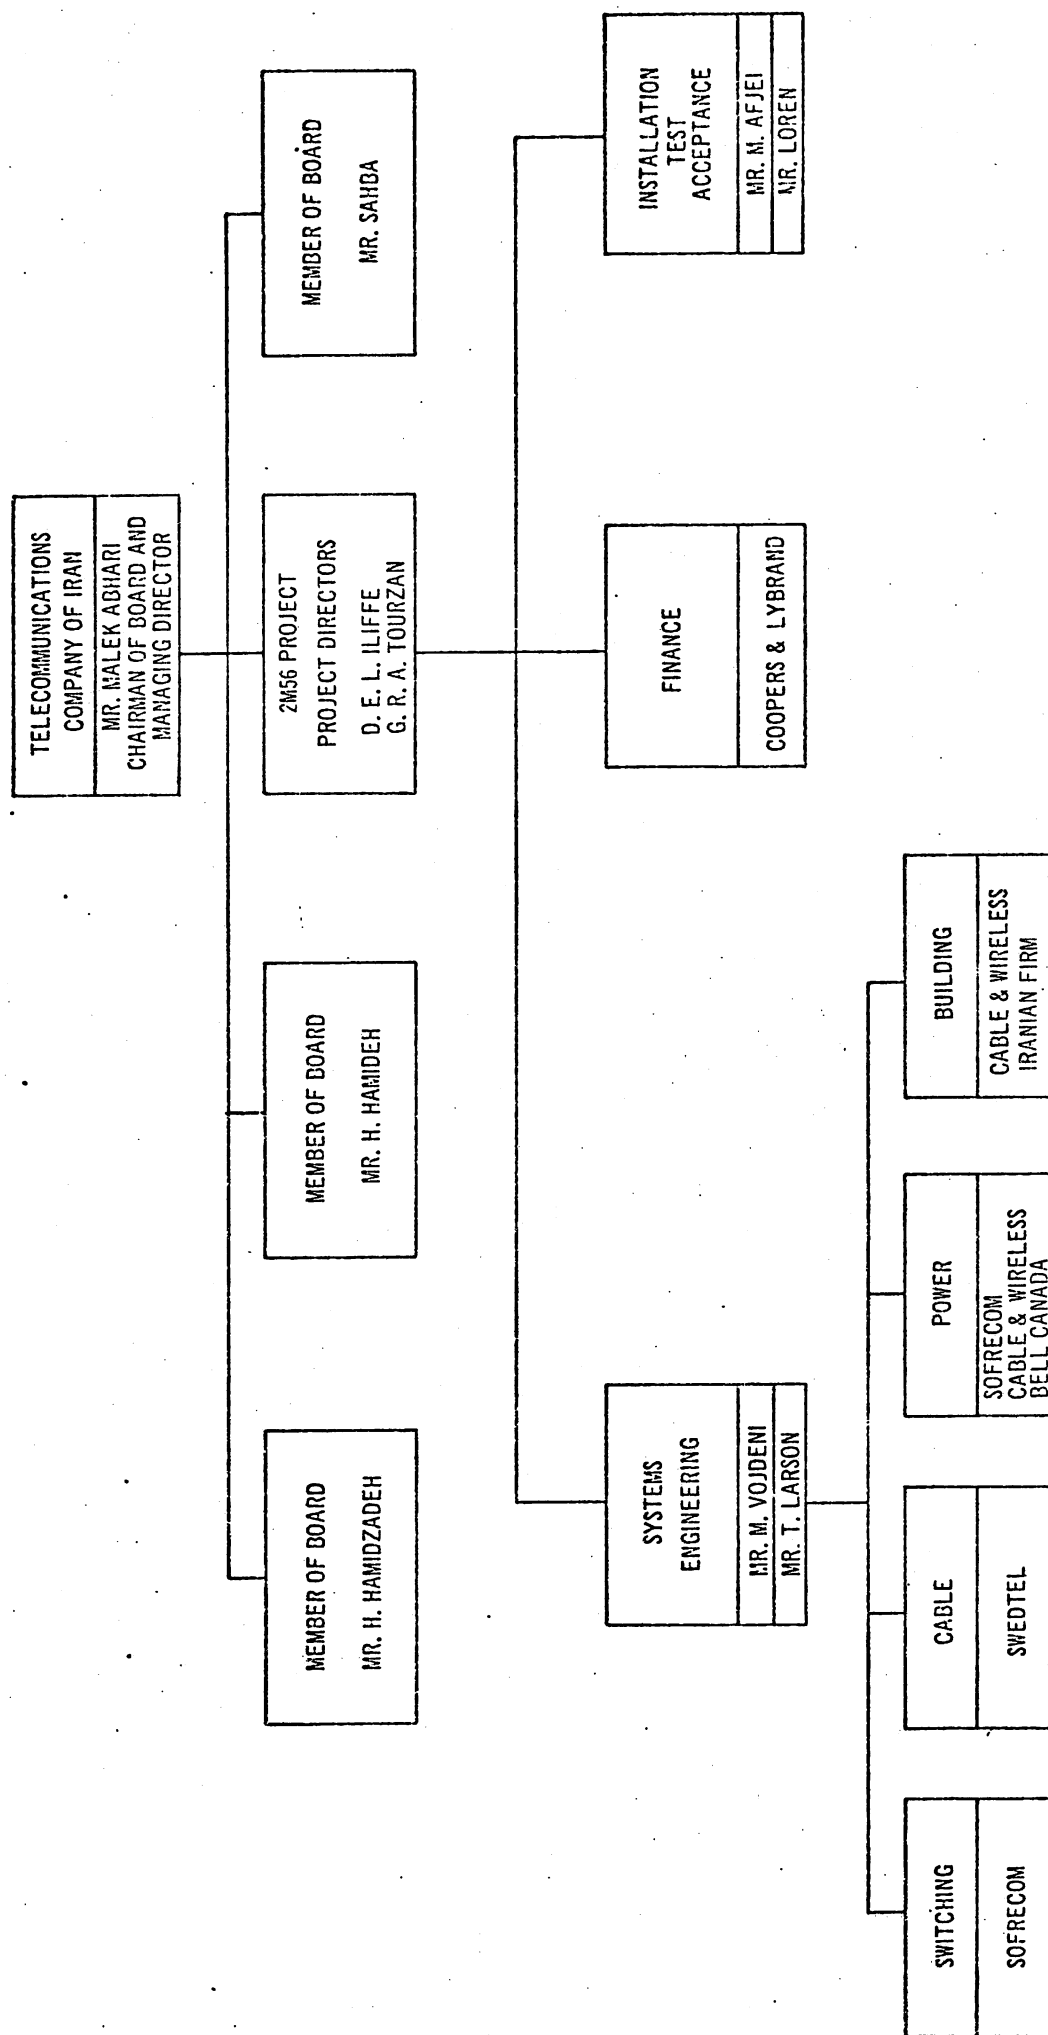 TELECOMMUNICATIONS
COMPANY OF IRAN
MR. MALEK ABHARI
CHAIRMAN OF BOARD AND
MANAGING DIRECTOR
MEMBER OF BOARD
MR. H. HAMIDZADEH
MEMBER OF BOARD
MR. H. HAMIDEH
2M56 PROJECT
PROJECT DIRECTORS
D. E. L. ILIFFE
G. R. A. TOURZAN
MEMBER OF BOARD
MR. SAHBA
SYSTEMS
ENGINEERING
MR. M. VOJDENI
MR. T. LARSON
FINANCE
COOPERS & LYBRAND
INSTALLATION
TEST
ACCEPTANCE
MR. M. AFJEI
MR. LOREN
SWITCHING
SOFRECOM
CABLE
SWEDTEL
POWER
SOFRECOM
CABLE & WIRELESS
BELL CANADA
BUILDING
CABLE & WIRELESS
IRANIAN FIRM